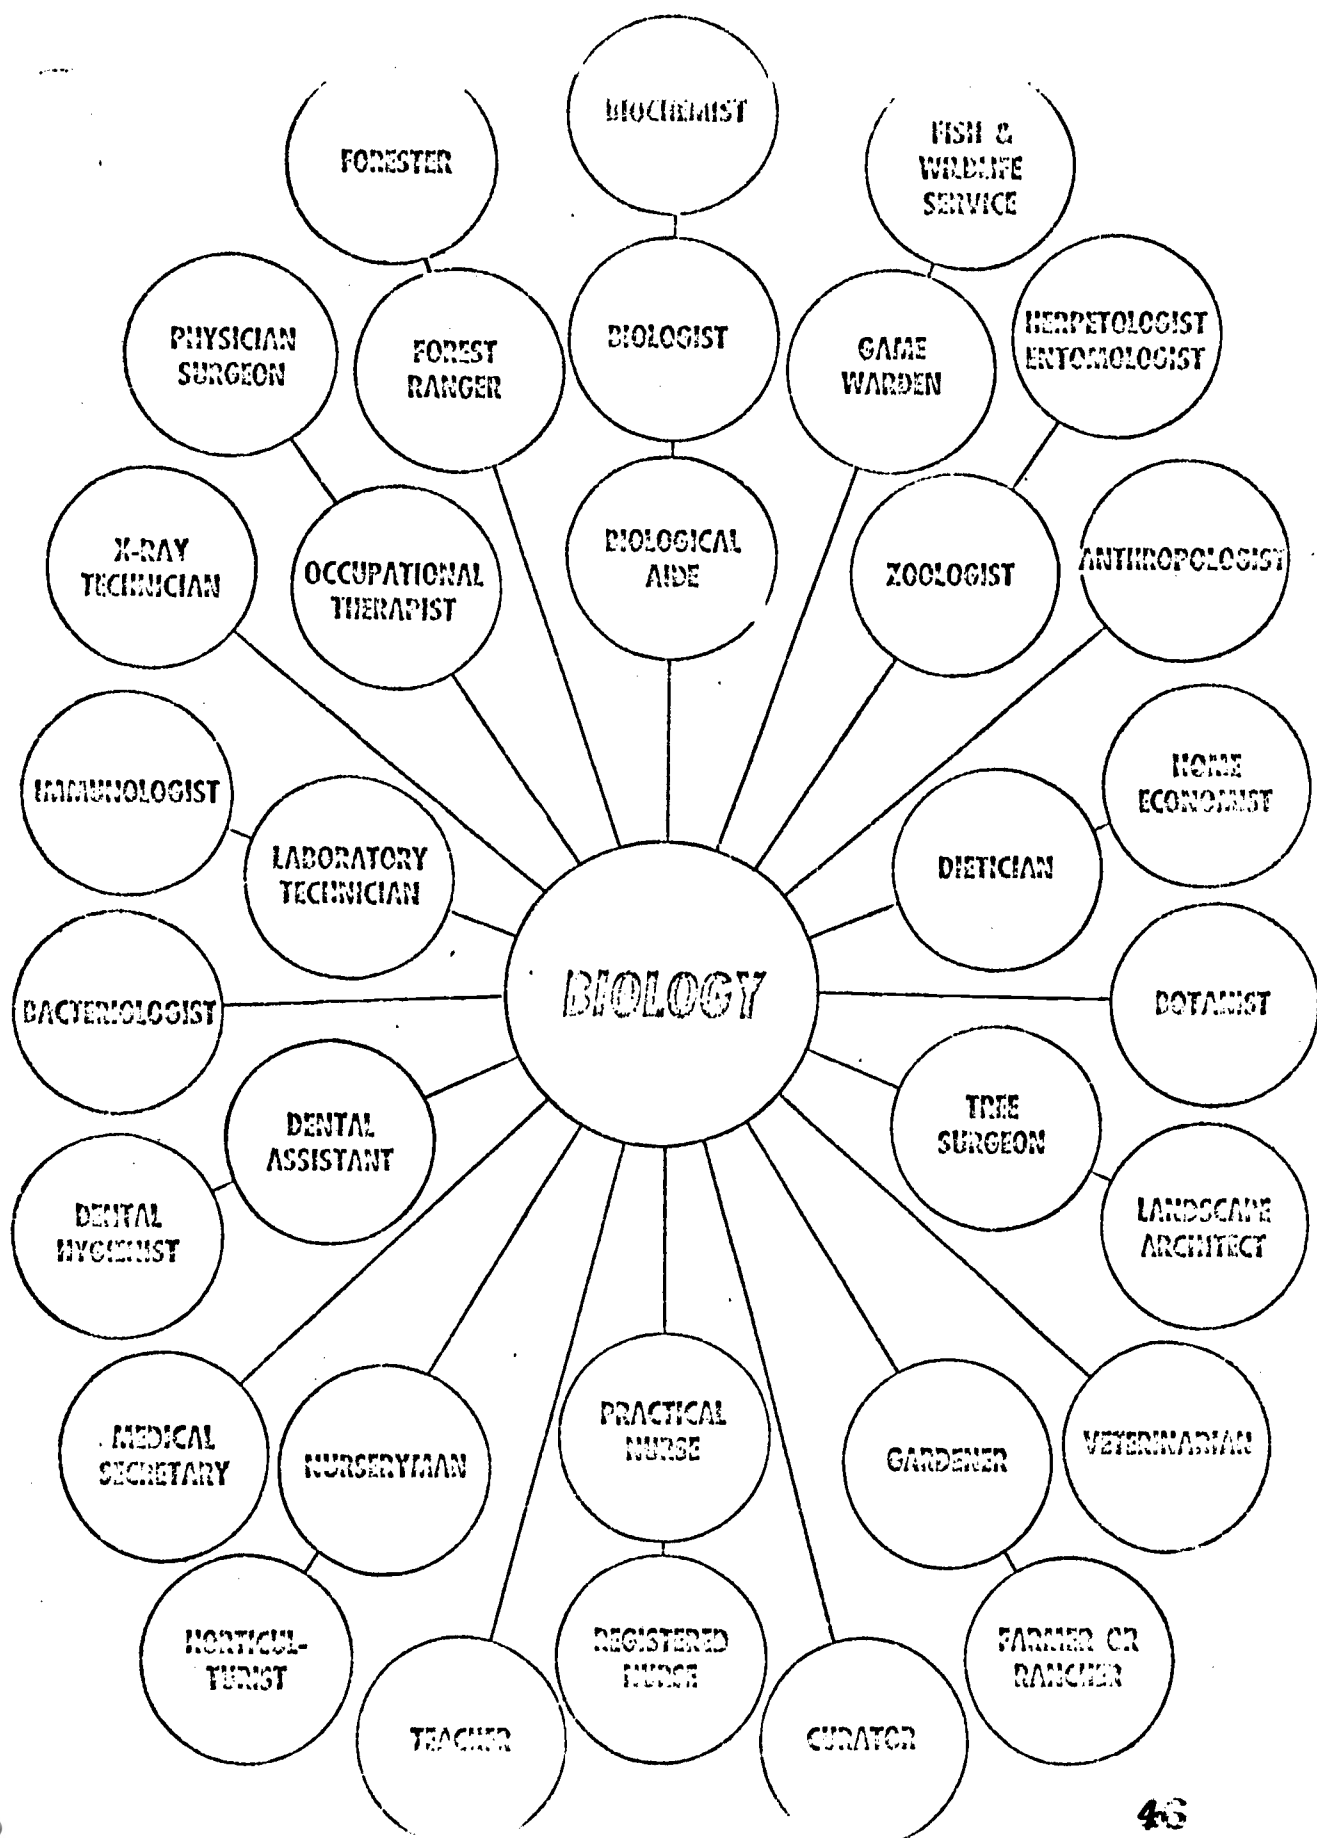 BIOCHEMIST
FORESTER
FISH &
WILDLIFE
SERVICE
PHYSICIAN
SURGEON
FOREST
RANGER
BIOLOGIST
GAME
WARDEN
HERPETOLOGIST
ENTOMOLOGIST
X-RAY
TECHNICIAN
OCCUPATIONAL
THERAPIST
BIOLOGICAL
AIDE
ZOOLOGIST
ANTHROPOLOGIST
IMMUNOLOGIST
LABORATORY
TECHNICIAN
DIETICIAN
HOME
ECONOMIST
BACTERIOLOGIST
BIOLOGY
BOTANIST
DENTAL
ASSISTANT
TREE
SURGEON
DENTAL
HYGIENIST
LANDSCAPE
ARCHITECT
MEDICAL
SECRETARY
NURSERYMAN
PRACTICAL
NURSE
GARDENER
VETERINARIAN
HORTICUL-
TURIST
TEACHER
REGISTERED
NURSE
CURATOR
FARMER OR
RANCHER
46